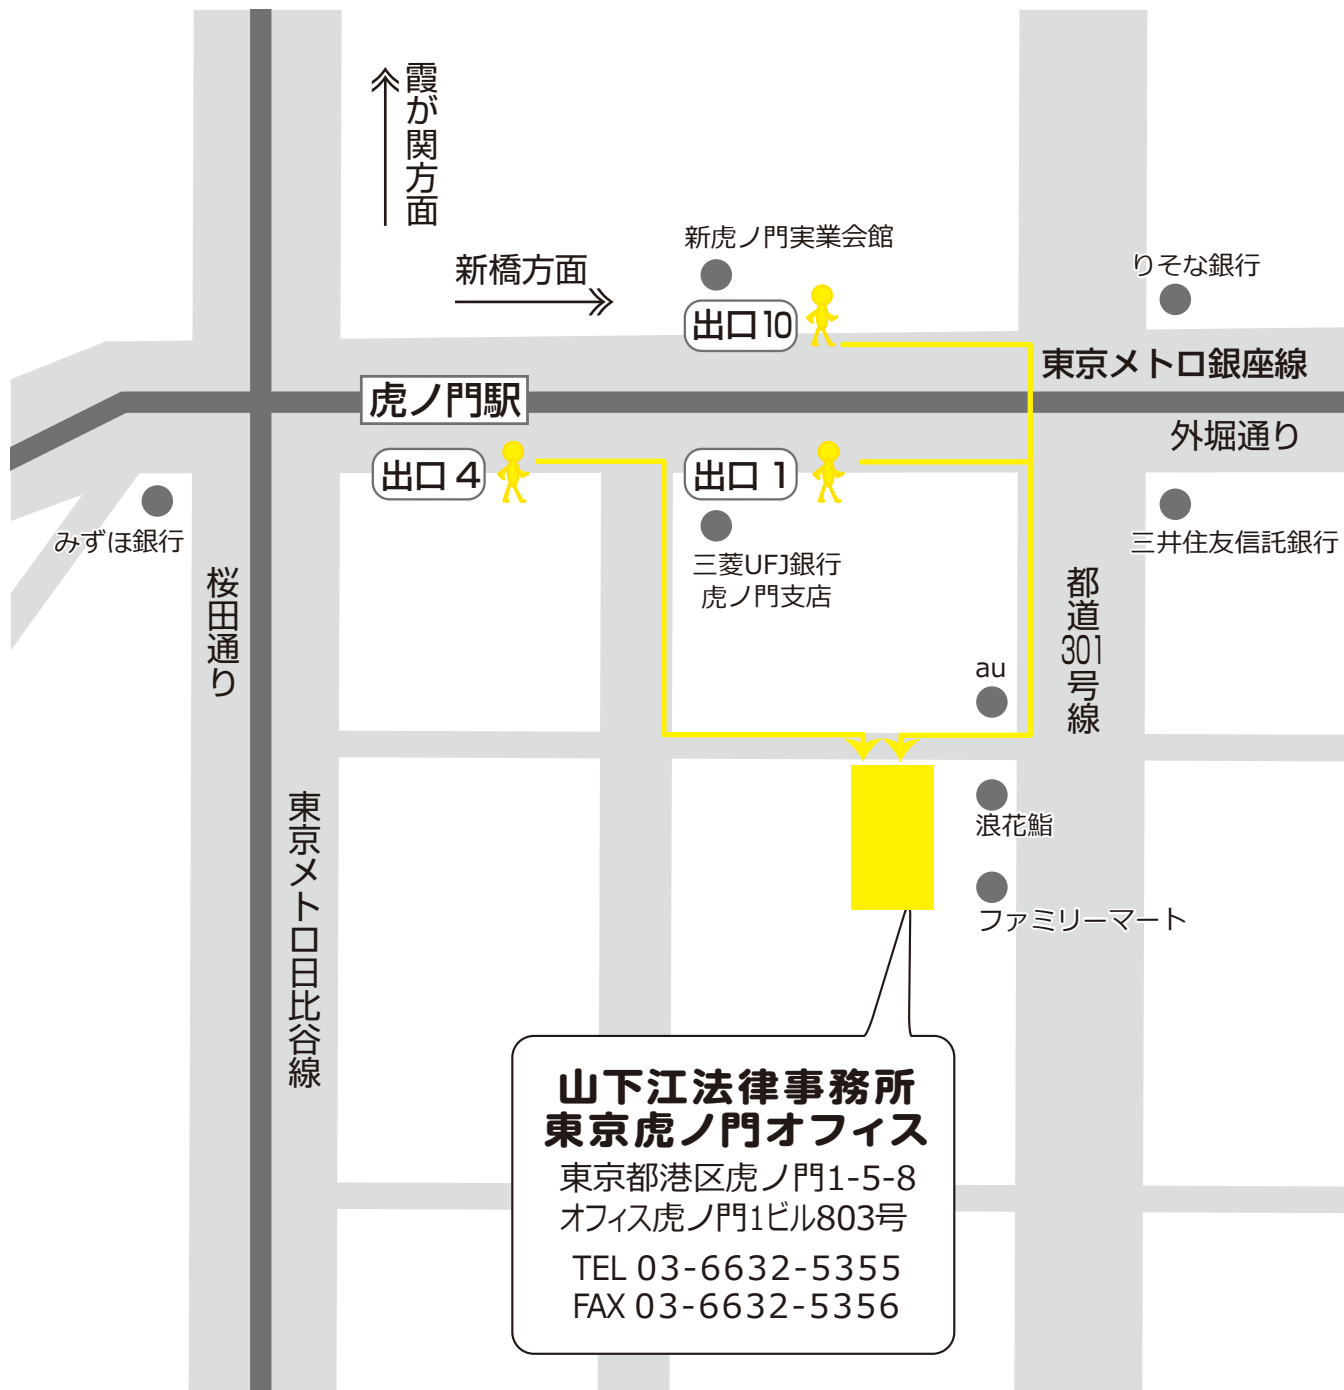 霞が関方面
新橋方面
新虎ノ門実業会館
りそな銀行
出口10
東京メトロ銀座線
虎ノ門駅
外堀通り
出口4
出口1
みずほ銀行
三菱UFJ銀行
虎ノ門支店
三井住友信託銀行
桜田通り
都道301号線
au
浪花鮨
ファミリーマート
東京メトロ日比谷線
山下江法律事務所
東京虎ノ門オフィス
東京都港区虎ノ門1-5-8
オフィス虎ノ門1ビル803号
TEL 03-6632-5355
FAX 03-6632-5356